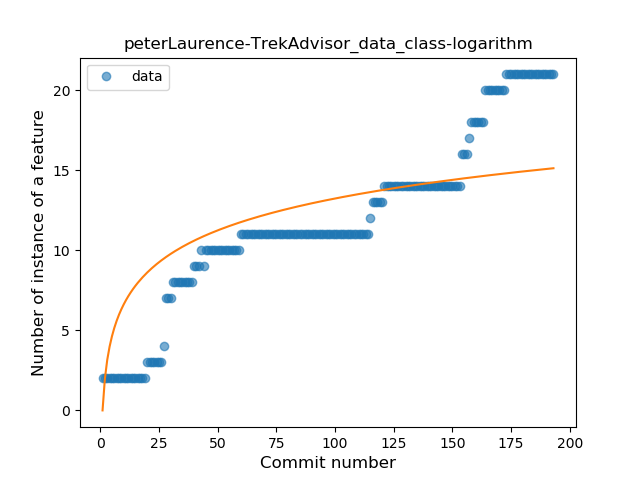 peterLaurence-TrekAdvisor_data_class-logarithm
data
Number of instance of a feature
20
15
10
5
0
0 25 50 75 100 125 150 175 200
Commit number